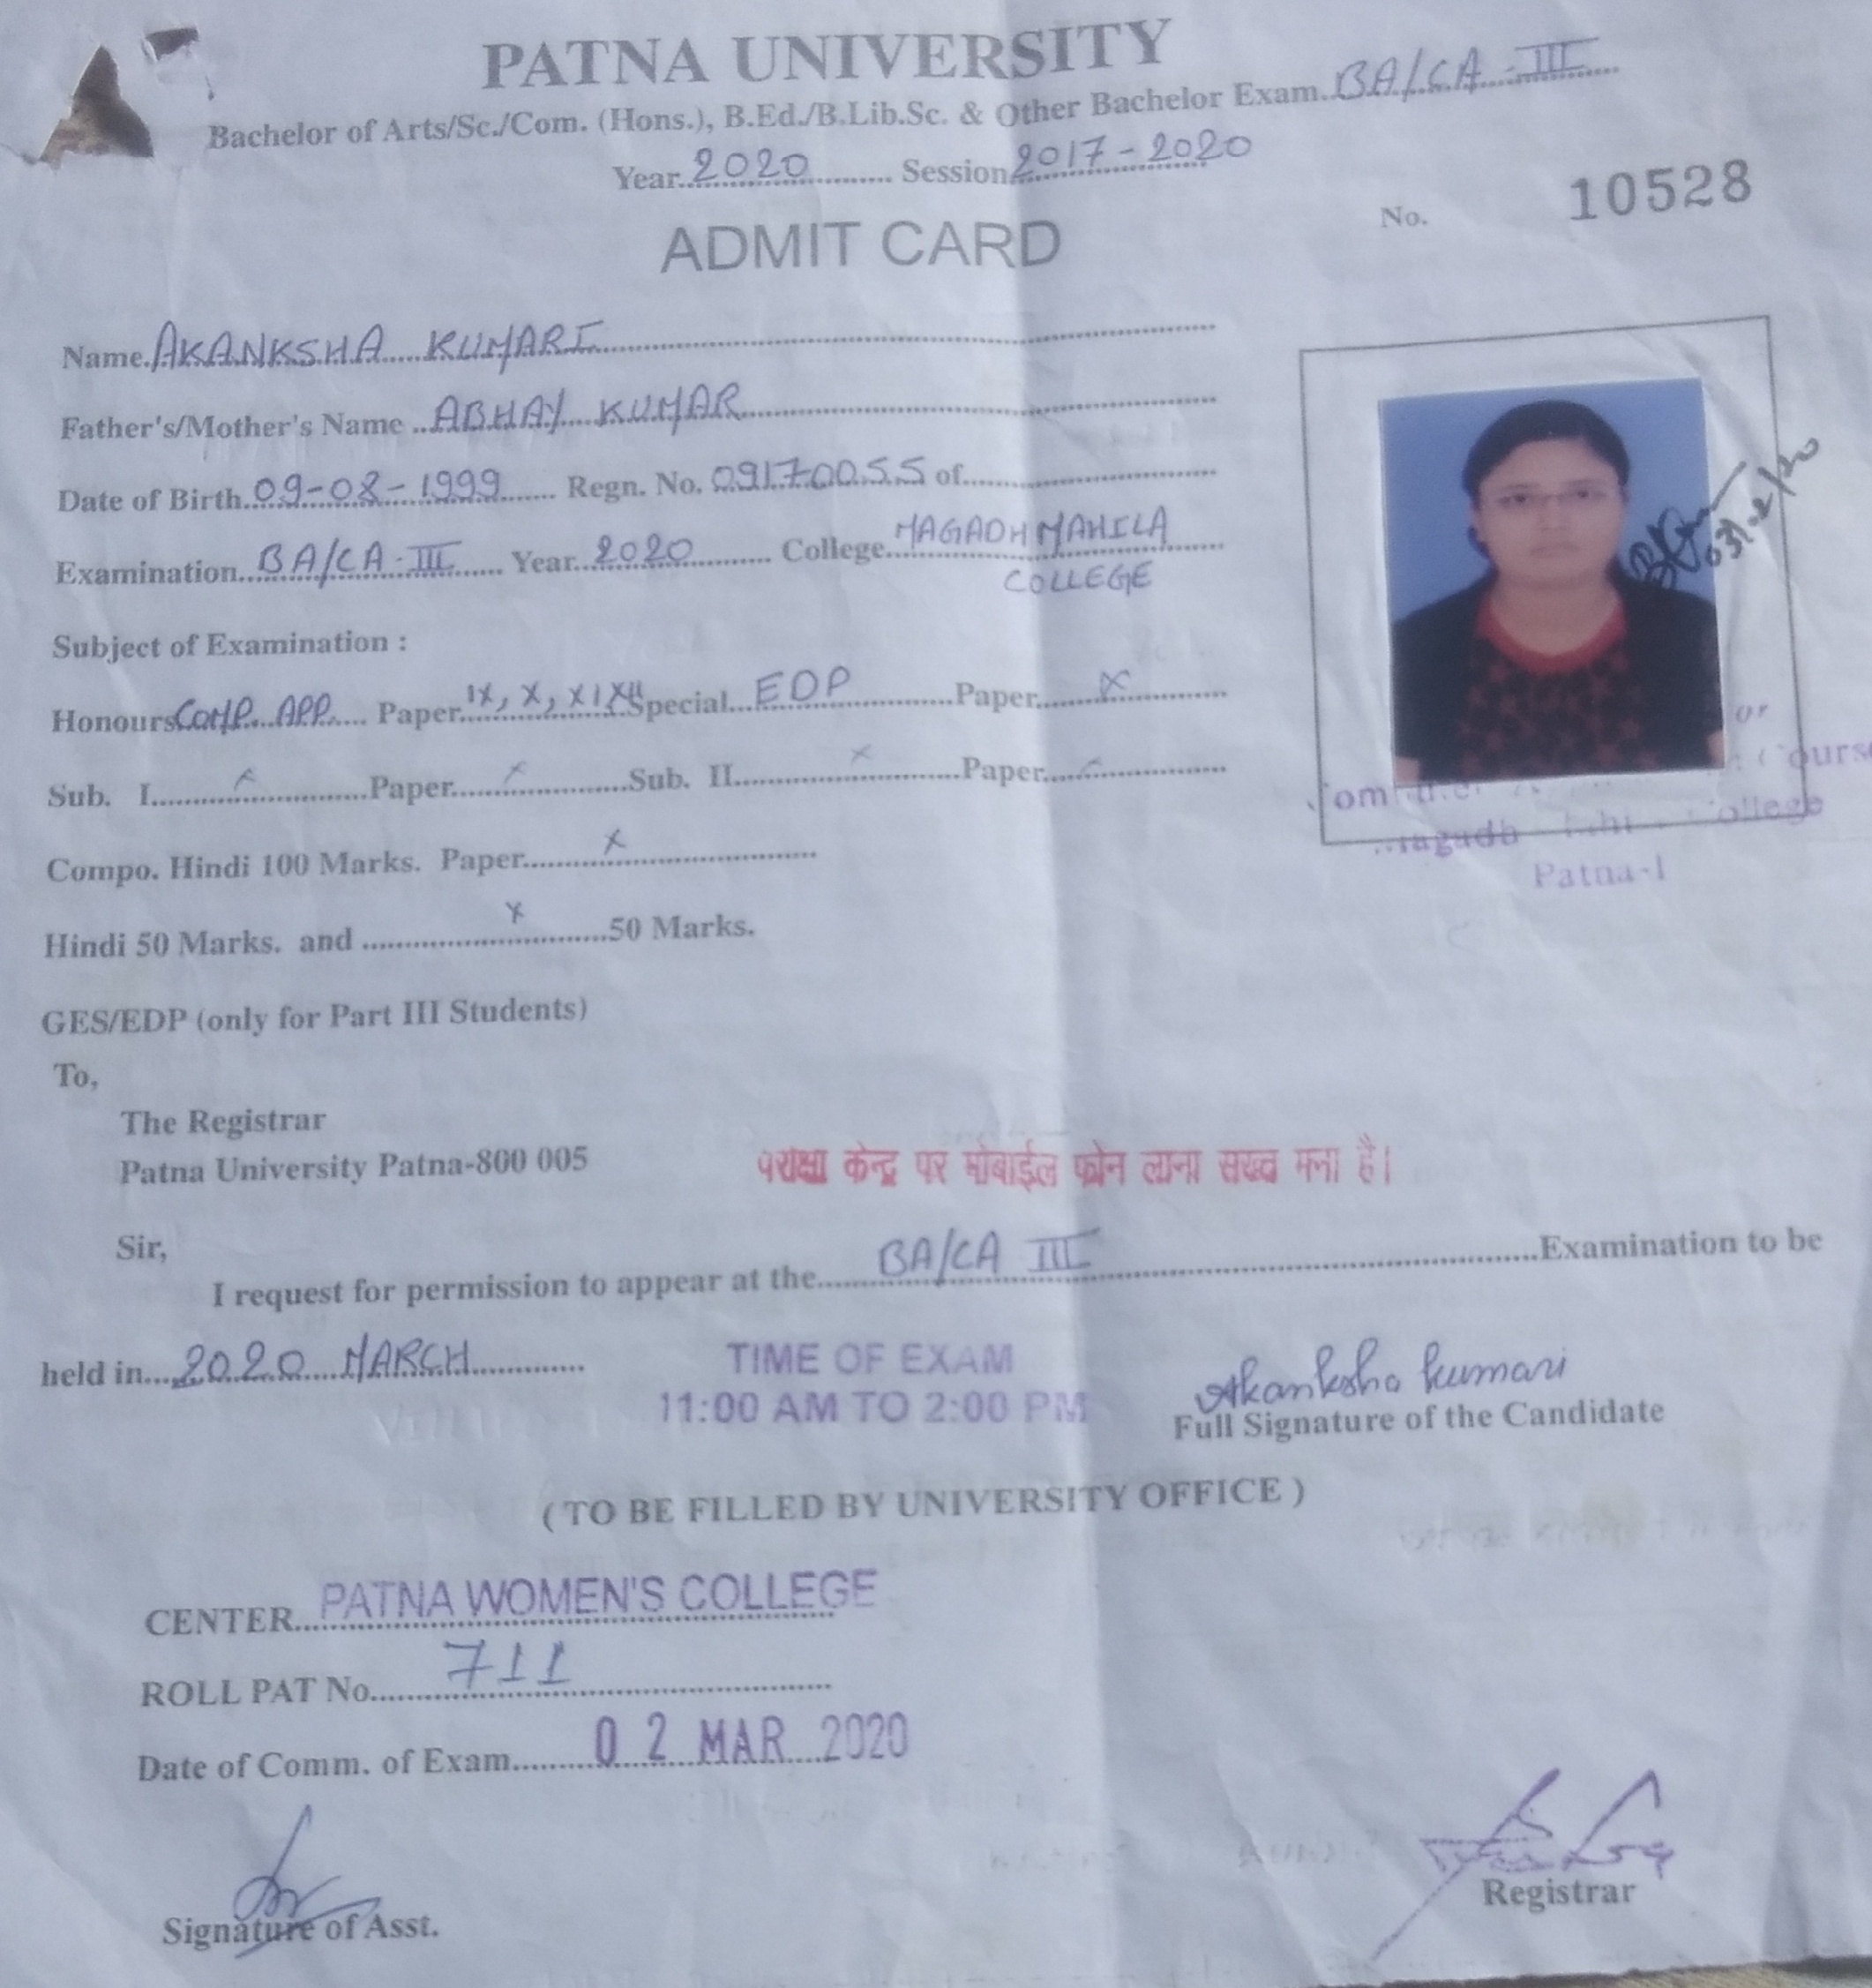 PATNA UNIVERSITY
Bachelor of Arts/Sc./Com. (Hons.), B.Ed./B.Lib.Sc. & Other Bachelor Exam. BA/CA - III
Year 2020 Session 2017 - 2020
No. 10528
ADMIT CARD
Name AKANKSHA KUMARI
Father's/Mother's Name ABHAY KUMAR
Date of Birth 09-08-1999 Regn. No. 09170055 of
Examination BA/CA - III Year 2020 College MAGADH MAHILA
COLLEGE
Subject of Examination :
Honours COMP. APP. Paper IX, X, XI XII Special EDP Paper X
Sub. I X Paper X Sub. II X Paper
Compo. Hindi 100 Marks. Paper X
Hindi 50 Marks. and X 50 Marks.
GES/EDP (only for Part III Students)
To,
The Registrar
Patna University Patna-800 005
परीक्षा केन्द्र पर मोबाईल फोन लाना सख्त मना है।
Sir,
I request for permission to appear at the BA/CA III Examination to be
held in 2020 MARCH
TIME OF EXAM
11:00 AM TO 2:00 PM
Akanksha kumari
Full Signature of the Candidate
( TO BE FILLED BY UNIVERSITY OFFICE )
CENTER PATNA WOMEN'S COLLEGE
ROLL PAT No. 711
Date of Comm. of Exam 02 MAR 2020
Signature of Asst.
Registrar
College
Patna-1